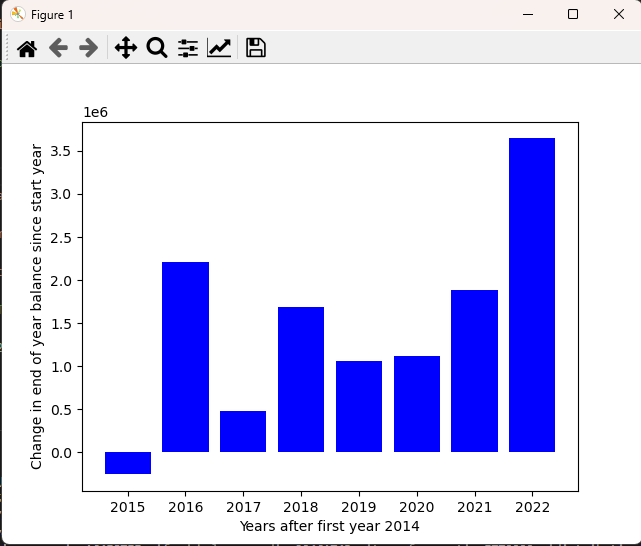 Figure 1
1e6
3.5
3.0
2.5
2.0
1.5
1.0
0.5
0.0
Change in end of year balance since start year
2015 2016 2017 2018 2019 2020 2021 2022
Years after first year 2014